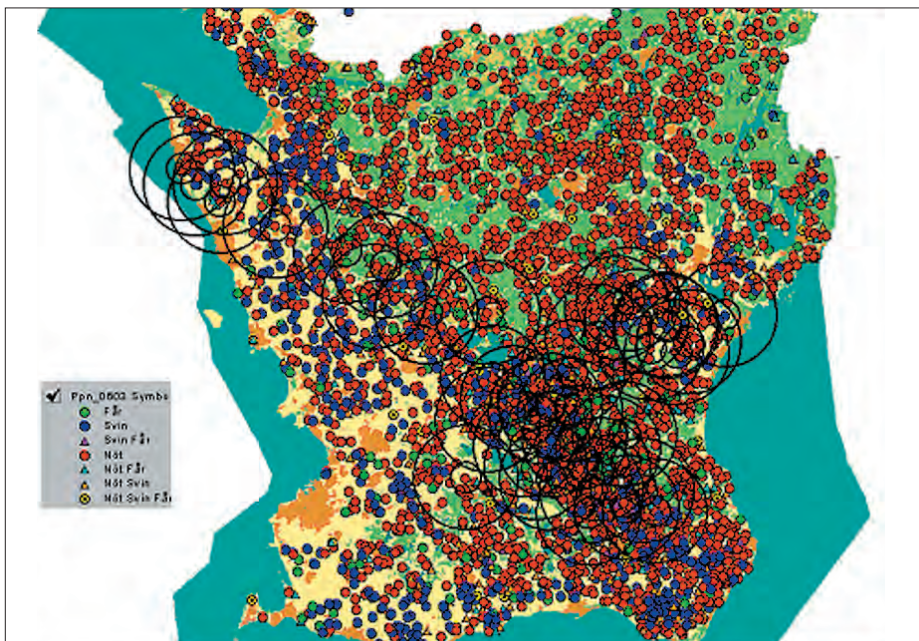 Ppn_0603 Symbo
Får
Svin
Svin Får
Nöt
Nöt Får
Nöt Svin
Nöt Svin Får